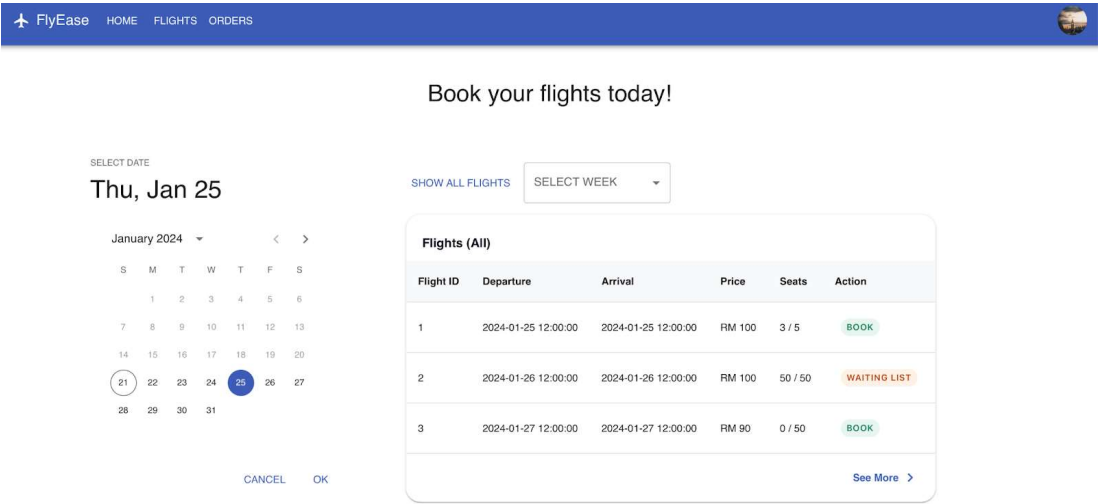 FlyEase HOME FLIGHTS ORDERS
Book your flights today!
SELECT DATE
Thu, Jan 25
January 2024
S M T W T F S
1 2 3 4 5 6
7 8 9 10 11 12 13
14 15 16 17 18 19 20
21 22 23 24 25 26 27
28 29 30 31
CANCEL OK
SHOW ALL FLIGHTS SELECT WEEK
Flights (All)
Flight ID Departure Arrival Price Seats Action
1 2024-01-25 12:00:00 2024-01-25 12:00:00 RM 100 3 / 5 BOOK
2 2024-01-26 12:00:00 2024-01-26 12:00:00 RM 100 50 / 50 WAITING LIST
3 2024-01-27 12:00:00 2024-01-27 12:00:00 RM 90 0 / 50 BOOK
See More